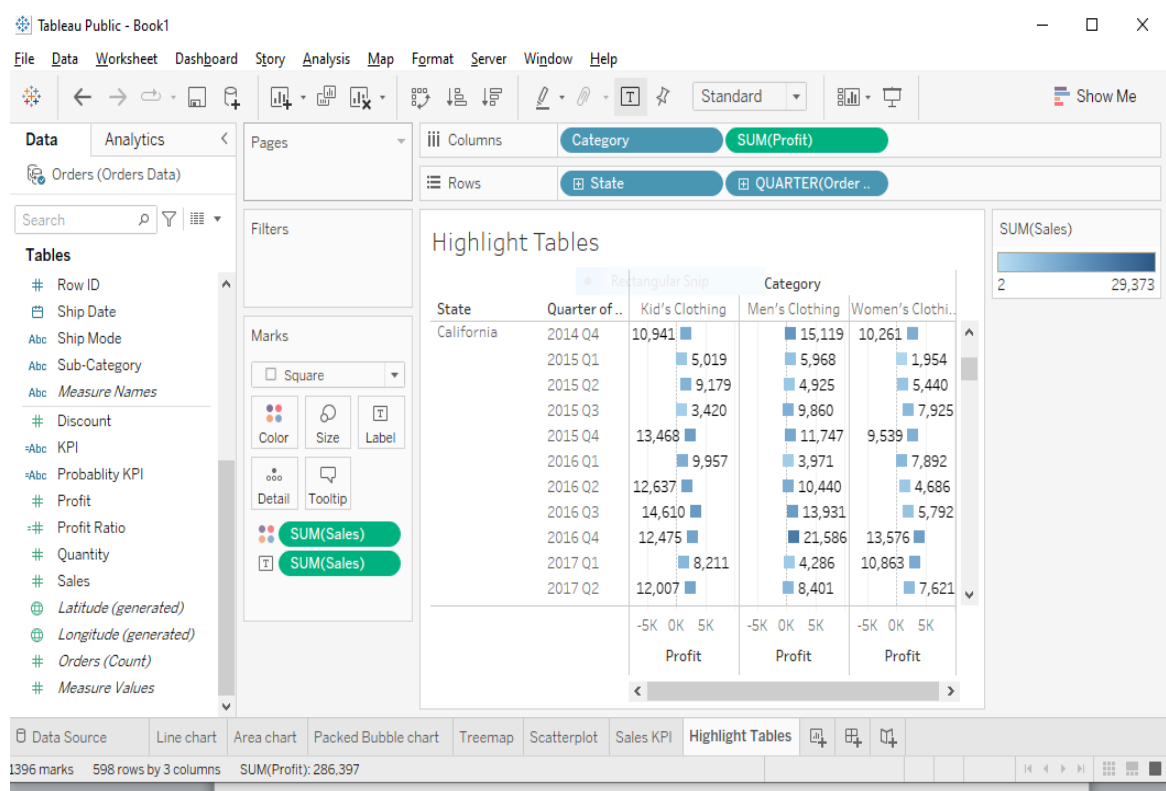 Tableau Public - Book1
File Data Worksheet Dashboard Story Analysis Map Format Server Window Help
Standard Show Me
Data Analytics
Orders (Orders Data)
Search
Tables
# Row ID
Ship Date
Abc Ship Mode
Abc Sub-Category
Abc Measure Names
# Discount
=Abc KPI
=Abc Probablity KPI
# Profit
=# Profit Ratio
# Quantity
# Sales
Latitude (generated)
Longitude (generated)
# Orders (Count)
# Measure Values
Pages
Filters
Marks
Square
Color Size Label
Detail Tooltip
SUM(Sales)
T SUM(Sales)
iii Columns Category SUM(Profit)
Rows State QUARTER(Order ..
Highlight Tables
Rectangular Snip
Category
State Quarter of .. Kid's Clothing Men's Clothing Women's Clothi..
California 2014 Q4 10,941 15,119 10,261
2015 Q1 5,019 5,968 1,954
2015 Q2 9,179 4,925 5,440
2015 Q3 3,420 9,860 7,925
2015 Q4 13,468 11,747 9,539
2016 Q1 9,957 3,971 7,892
2016 Q2 12,637 10,440 4,686
2016 Q3 14,610 13,931 5,792
2016 Q4 12,475 21,586 13,576
2017 Q1 8,211 4,286 10,863
2017 Q2 12,007 8,401 7,621
-5K 0K 5K -5K 0K 5K -5K 0K 5K
Profit Profit Profit
SUM(Sales)
2 29,373
Data Source Line chart Area chart Packed Bubble chart Treemap Scatterplot Sales KPI Highlight Tables
1396 marks 598 rows by 3 columns SUM(Profit): 286,397